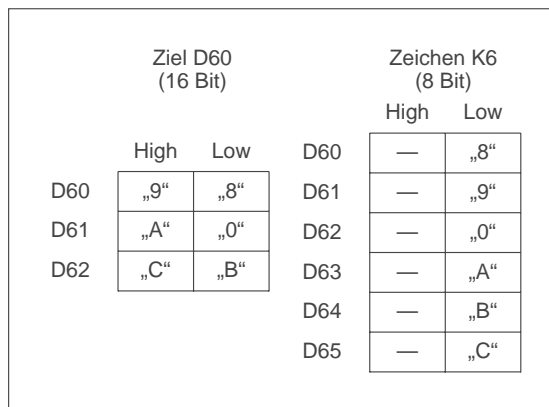 Ziel D60
(16 Bit)
High Low
D60 „9“ „8“
D61 „A“ „0“
D62 „C“ „B“
Zeichen K6
(8 Bit)
High Low
D60 — „8“
D61 — „9“
D62 — „0“
D63 — „A“
D64 — „B“
D65 — „C“